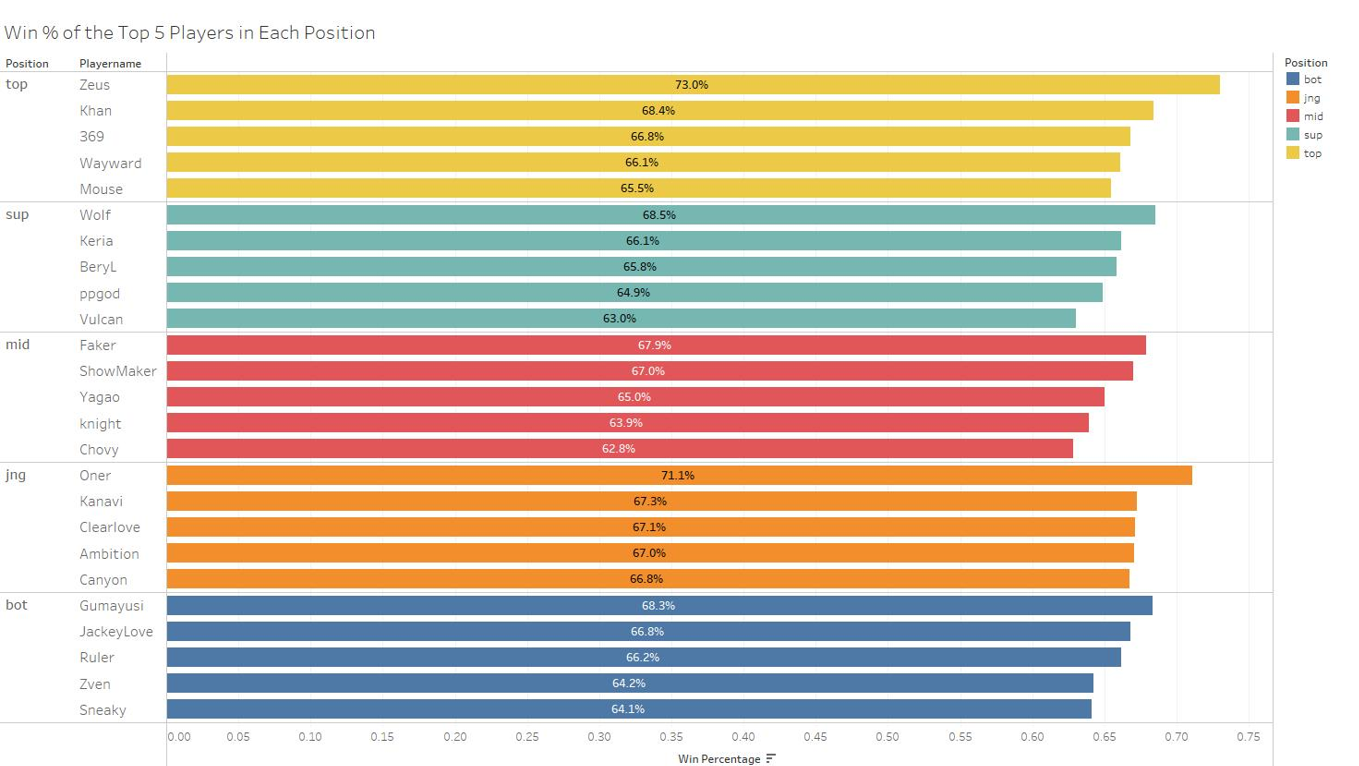 Win % of the Top 5 Players in Each Position
Position Playername
top Zeus 73.0%
Khan 68.4%
369 66.8%
Wayward 66.1%
Mouse 65.5%
sup Wolf 68.5%
Keria 66.1%
BeryL 65.8%
ppgod 64.9%
Vulcan 63.0%
mid Faker 67.9%
ShowMaker 67.0%
Yagao 65.0%
knight 63.9%
Chovy 62.8%
jng Oner 71.1%
Kanavi 67.3%
Clearlove 67.1%
Ambition 67.0%
Canyon 66.8%
bot Gumayusi 68.3%
JackeyLove 66.8%
Ruler 66.2%
Zven 64.2%
Sneaky 64.1%
0.00 0.05 0.10 0.15 0.20 0.25 0.30 0.35 0.40 0.45 0.50 0.55 0.60 0.65 0.70 0.75
Win Percentage
Position
bot
jng
mid
sup
top